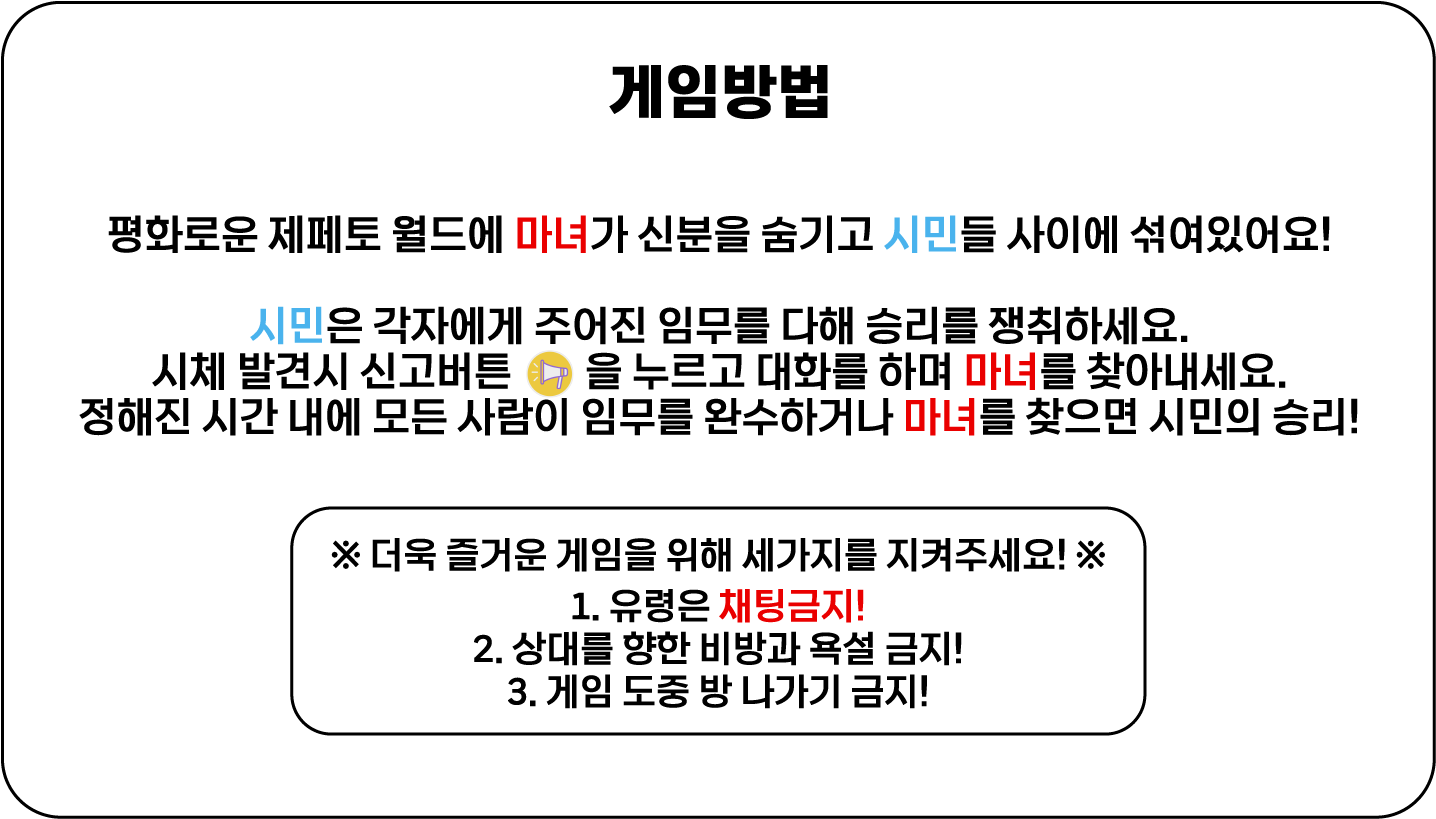 게임방법
평화로운 제페토 월드에 마녀가 신분을 숨기고 시민들 사이에 섞여있어요!
시민은 각자에게 주어진 임무를 다해 승리를 쟁취하세요.
시체 발견시 신고버튼 을 누르고 대화를 하며 마녀를 찾아내세요.
정해진 시간 내에 모든 사람이 임무를 완수하거나 마녀를 찾으면 시민의 승리!
※ 더욱 즐거운 게임을 위해 세가지를 지켜주세요! ※
1. 유령은 채팅금지!
2. 상대를 향한 비방과 욕설 금지!
3. 게임 도중 방 나가기 금지!